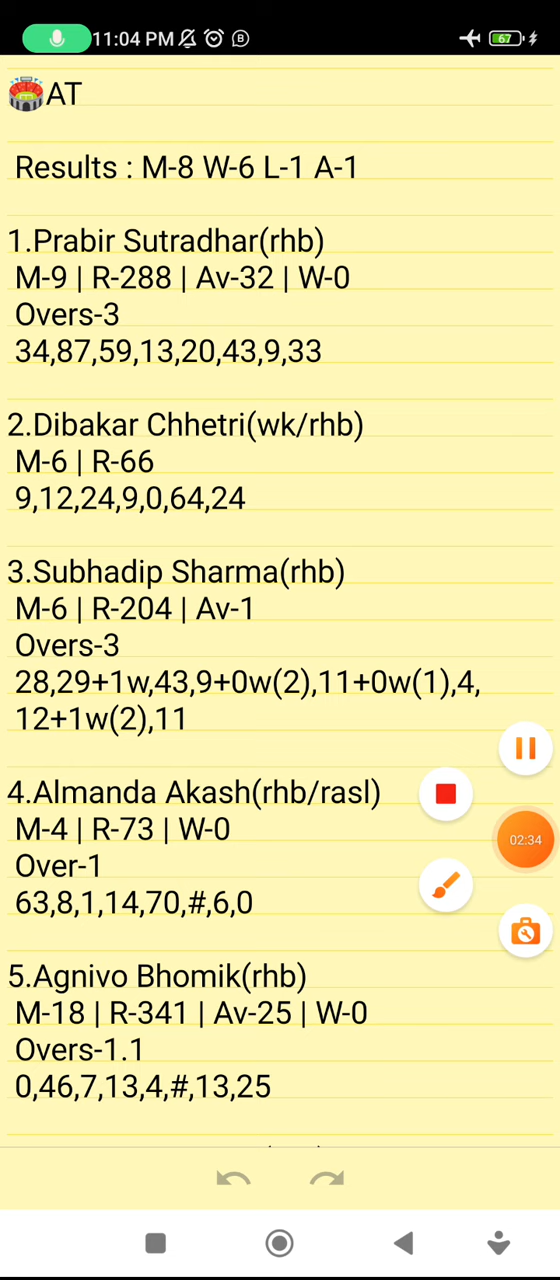 11:04 PM B 67
AT
Results : M-8 W-6 L-1 A-1
1.Prabir Sutradhar(rhb)
M-9 | R-288 | Av-32 | W-0
Overs-3
34,87,59,13,20,43,9,33
2.Dibakar Chhetri(wk/rhb)
M-6 | R-66
9,12,24,9,0,64,24
3.Subhadip Sharma(rhb)
M-6 | R-204 | Av-1
Overs-3
28,29+1w,43,9+0w(2),11+0w(1),4,
12+1w(2),11
4.Almanda Akash(rhb/rasl)
M-4 | R-73 | W-0
Over-1
02:34
63,8,1,14,70,#,6,0
5.Agnivo Bhomik(rhb)
M-18 | R-341 | Av-25 | W-0
Overs-1.1
0,46,7,13,4,#,13,25